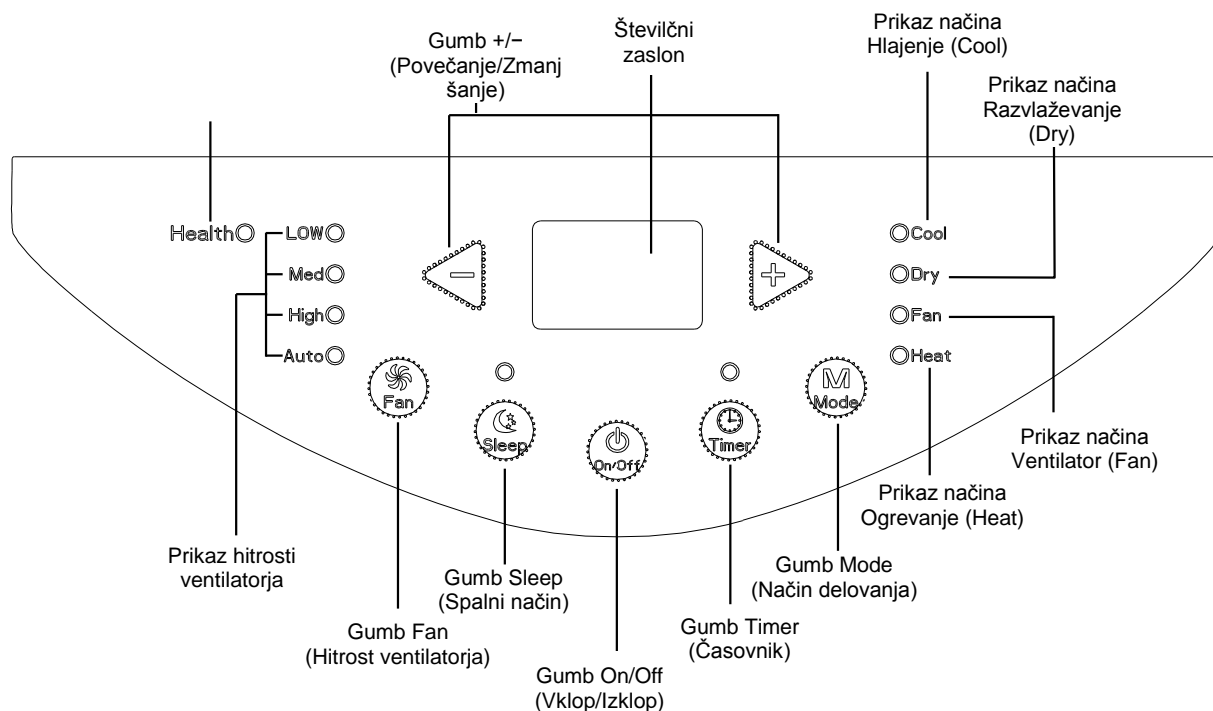 Gumb +/−
(Povečanje/Zmanj
šanje)
Številčni
zaslon
Prikaz načina
Hlajenje (Cool)
Prikaz načina
Razvlaževanje
(Dry)
Health
LOW
Med
High
Auto
Cool
Dry
Fan
Heat
Fan
Sleep
On/Off
Timer
M
Mode
Prikaz načina
Ventilator (Fan)
Prikaz načina
Ogrevanje (Heat)
Prikaz hitrosti
ventilatorja
Gumb Sleep
(Spalni način)
Gumb Mode
(Način delovanja)
Gumb Fan
(Hitrost ventilatorja)
Gumb Timer
(Časovnik)
Gumb On/Off
(Vklop/Izklop)